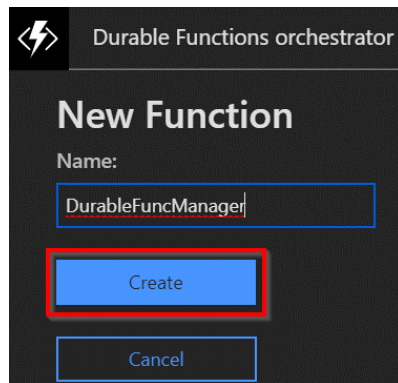 Durable Functions orchestrator
New Function
Name:
DurableFuncManager
Create
Cancel